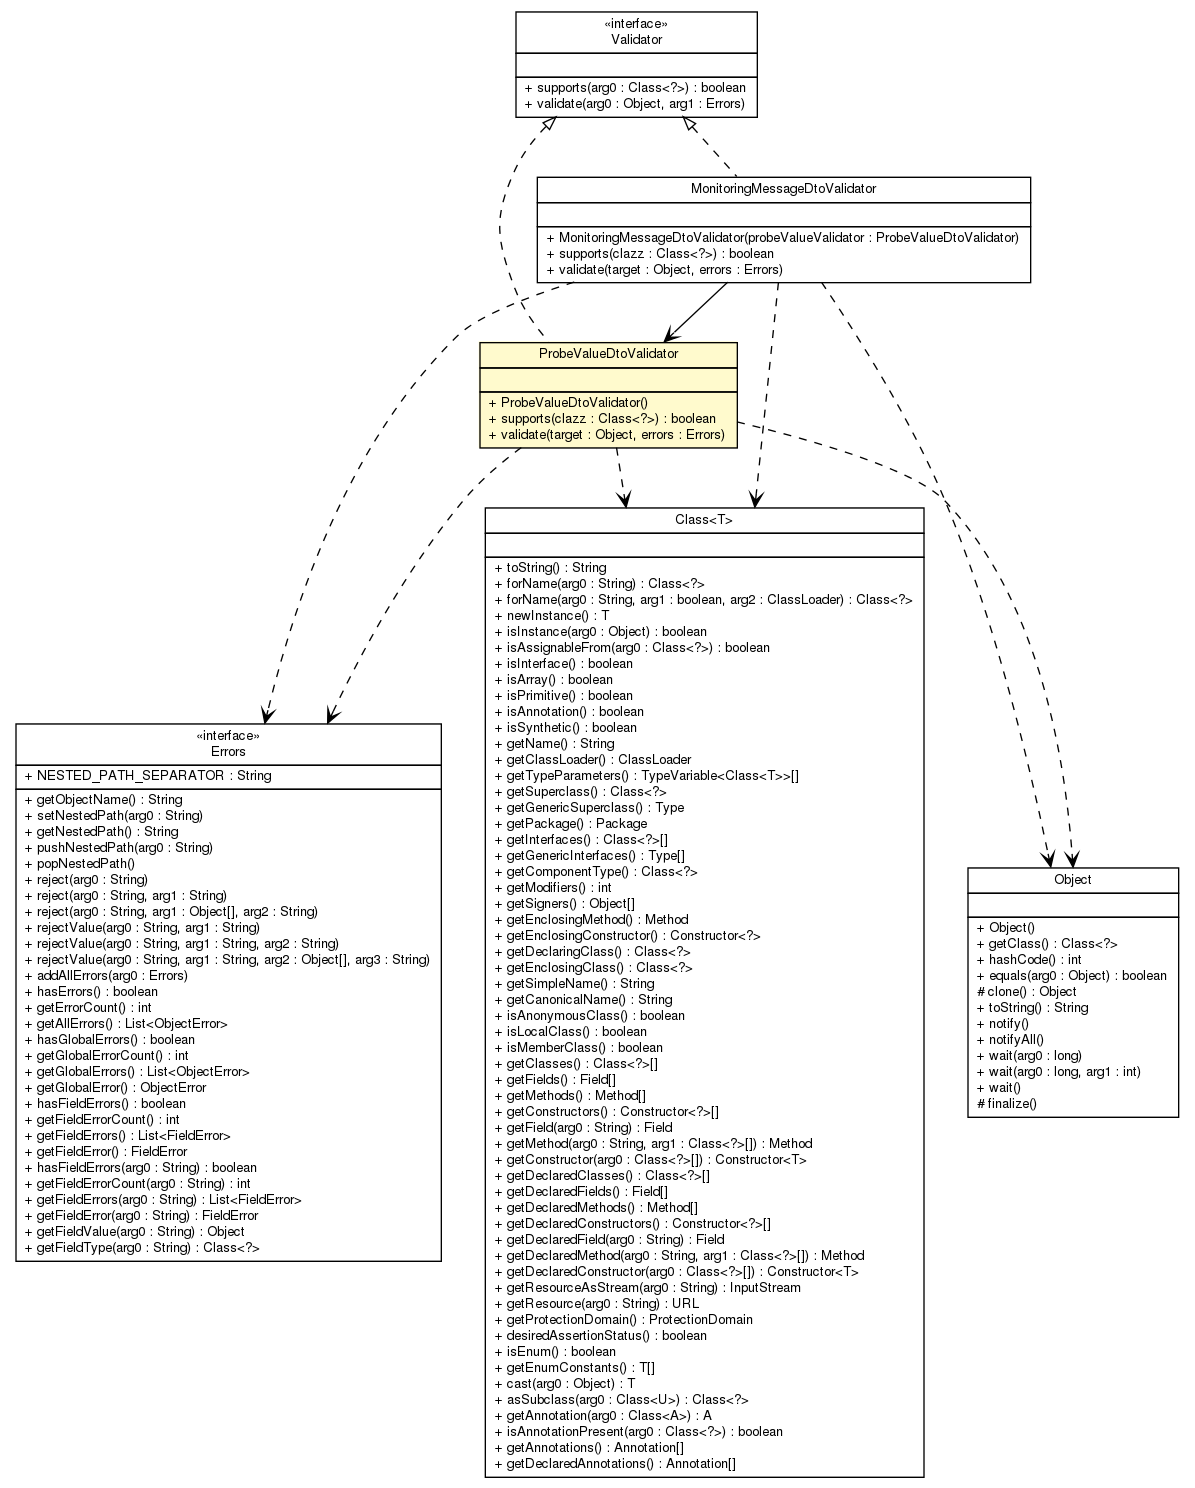 «interface»
Validator
+ supports(arg0 : Class<?>) : boolean
+ validate(arg0 : Object, arg1 : Errors)
MonitoringMessageDtoValidator
+ MonitoringMessageDtoValidator(probeValueValidator : ProbeValueDtoValidator)
+ supports(clazz : Class<?>) : boolean
+ validate(target : Object, errors : Errors)
ProbeValueDtoValidator
+ ProbeValueDtoValidator()
+ supports(clazz : Class<?>) : boolean
+ validate(target : Object, errors : Errors)
Class<T>
+ toString() : String
+ forName(arg0 : String) : Class<?>
+ forName(arg0 : String, arg1 : boolean, arg2 : ClassLoader) : Class<?>
+ newInstance() : T
+ isInstance(arg0 : Object) : boolean
+ isAssignableFrom(arg0 : Class<?>) : boolean
+ isInterface() : boolean
+ isArray() : boolean
+ isPrimitive() : boolean
+ isAnnotation() : boolean
+ isSynthetic() : boolean
+ getName() : String
+ getClassLoader() : ClassLoader
+ getTypeParameters() : TypeVariable<Class<T>>[]
+ getSuperclass() : Class<?>
+ getGenericSuperclass() : Type
+ getPackage() : Package
+ getInterfaces() : Class<?>[]
+ getGenericInterfaces() : Type[]
+ getComponentType() : Class<?>
+ getModifiers() : int
+ getSigners() : Object[]
+ getEnclosingMethod() : Method
+ getEnclosingConstructor() : Constructor<?>
+ getDeclaringClass() : Class<?>
+ getEnclosingClass() : Class<?>
+ getSimpleName() : String
+ getCanonicalName() : String
+ isAnonymousClass() : boolean
+ isLocalClass() : boolean
+ isMemberClass() : boolean
+ getClasses() : Class<?>[]
+ getFields() : Field[]
+ getMethods() : Method[]
+ getConstructors() : Constructor<?>[]
+ getField(arg0 : String) : Field
+ getMethod(arg0 : String, arg1 : Class<?>[]) : Method
+ getConstructor(arg0 : Class<?>[]) : Constructor<T>
+ getDeclaredClasses() : Class<?>[]
+ getDeclaredFields() : Field[]
+ getDeclaredMethods() : Method[]
+ getDeclaredConstructors() : Constructor<?>[]
+ getDeclaredField(arg0 : String) : Field
+ getDeclaredMethod(arg0 : String, arg1 : Class<?>[]) : Method
+ getDeclaredConstructor(arg0 : Class<?>[]) : Constructor<T>
+ getResourceAsStream(arg0 : String) : InputStream
+ getResource(arg0 : String) : URL
+ getProtectionDomain() : ProtectionDomain
+ desiredAssertionStatus() : boolean
+ isEnum() : boolean
+ getEnumConstants() : T[]
+ cast(arg0 : Object) : T
+ asSubclass(arg0 : Class<U>) : Class<?>
+ getAnnotation(arg0 : Class<A>) : A
+ isAnnotationPresent(arg0 : Class<?>) : boolean
+ getAnnotations() : Annotation[]
+ getDeclaredAnnotations() : Annotation[]
«interface»
Errors
+ NESTED_PATH_SEPARATOR : String
+ getObjectName() : String
+ setNestedPath(arg0 : String)
+ getNestedPath() : String
+ pushNestedPath(arg0 : String)
+ popNestedPath()
+ reject(arg0 : String)
+ reject(arg0 : String, arg1 : String)
+ reject(arg0 : String, arg1 : Object[], arg2 : String)
+ rejectValue(arg0 : String, arg1 : String)
+ rejectValue(arg0 : String, arg1 : String, arg2 : String)
+ rejectValue(arg0 : String, arg1 : String, arg2 : Object[], arg3 : String)
+ addAllErrors(arg0 : Errors)
+ hasErrors() : boolean
+ getErrorCount() : int
+ getAllErrors() : List<ObjectError>
+ hasGlobalErrors() : boolean
+ getGlobalErrorCount() : int
+ getGlobalErrors() : List<ObjectError>
+ getGlobalError() : ObjectError
+ hasFieldErrors() : boolean
+ getFieldErrorCount() : int
+ getFieldErrors() : List<FieldError>
+ getFieldError() : FieldError
+ hasFieldErrors(arg0 : String) : boolean
+ getFieldErrorCount(arg0 : String) : int
+ getFieldErrors(arg0 : String) : List<FieldError>
+ getFieldError(arg0 : String) : FieldError
+ getFieldValue(arg0 : String) : Object
+ getFieldType(arg0 : String) : Class<?>
Object
+ Object()
+ getClass() : Class<?>
+ hashCode() : int
+ equals(arg0 : Object) : boolean
# clone() : Object
+ toString() : String
+ notify()
+ notifyAll()
+ wait(arg0 : long)
+ wait(arg0 : long, arg1 : int)
+ wait()
# finalize()